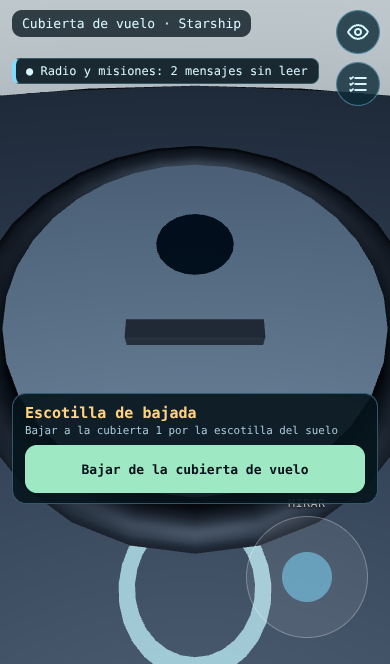 Cubierta de vuelo · Starship
● Radio y misiones: 2 mensajes sin leer
Escotilla de bajada
Bajar a la cubierta 1 por la escotilla del suelo
Bajar de la cubierta de vuelo
MIRAR